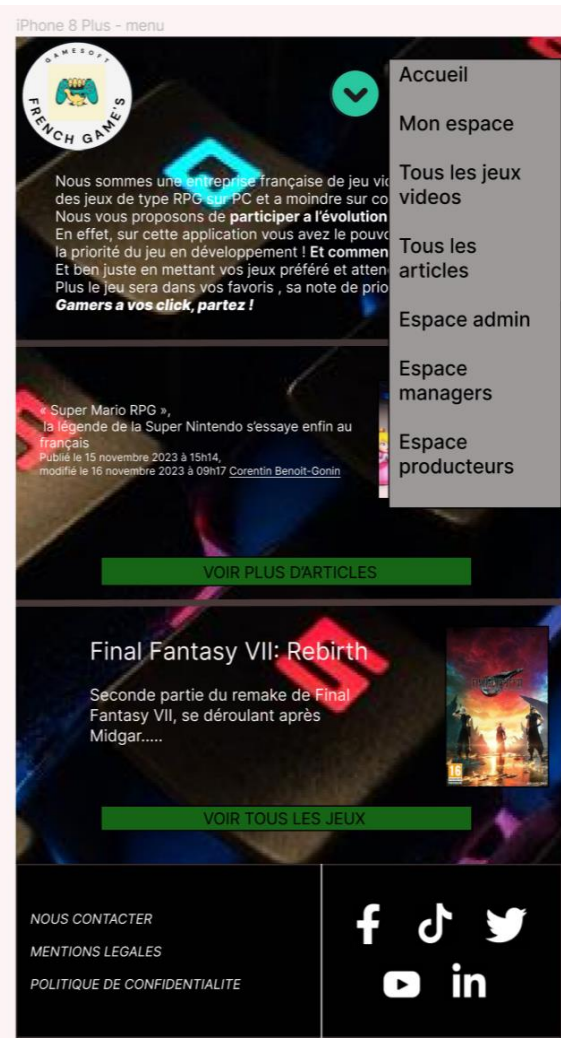 iPhone 8 Plus - menu
GAMESOFT
FRENCH GAME'S
Accueil
Mon espace
Tous les jeux
videos
Tous les
articles
Espace admin
Espace
managers
Espace
producteurs
Nous sommes une entreprise française de jeu vic
des jeux de type RPG sur PC et a moindre sur co
Nous vous proposons de participer a l'évolution
En effet, sur cette application vous avez le pouvo
la priorité du jeu en développement ! Et commen
Et ben juste en mettant vos jeux préféré et atten
Plus le jeu sera dans vos favoris , sa note de prio
Gamers a vos click, partez !
« Super Mario RPG »,
la légende de la Super Nintendo s'essaye enfin au
français
Publié le 15 novembre 2023 à 15h14,
modifié le 16 novembre 2023 à 09h17 Corentin Benoit-Gonin
VOIR PLUS D'ARTICLES
Final Fantasy VII: Rebirth
Seconde partie du remake de Final
Fantasy VII, se déroulant après
Midgar.....
16
VOIR TOUS LES JEUX
NOUS CONTACTER
MENTIONS LEGALES
POLITIQUE DE CONFIDENTIALITE